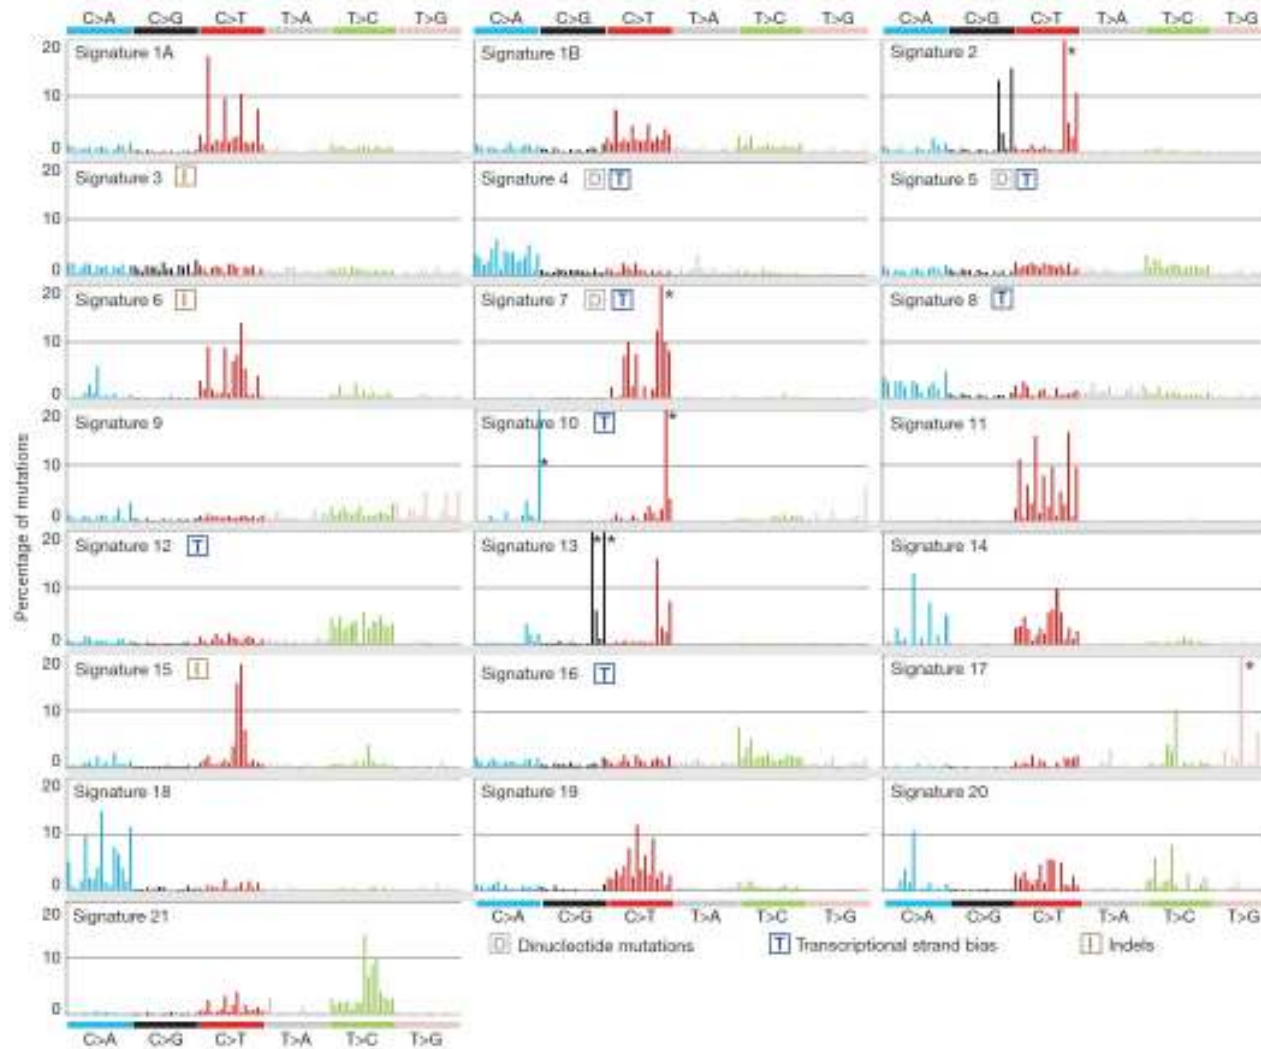 C>A C>G C>T T>A T>C T>G C>A C>G C>T T>A T>C T>G C>A C>G C>T T>A T>C T>G
20 Signature 1A Signature 1B Signature 2 *
10
0
20 Signature 3 I Signature 4 D T Signature 5 D T
10
0
20 Signature 6 I Signature 7 D T * Signature 8 T
10
0
20 Signature 9 Signature 10 T * * Signature 11
10
0
20 Signature 12 T Signature 13 * * Signature 14
10
0
20 Signature 15 I Signature 16 T Signature 17 *
10
0
20 Signature 18 Signature 19 Signature 20
10
0
C>A C>G C>T T>A T>C T>G C>A C>G C>T T>A T>C T>G
20 Signature 21
10
0
C>A C>G C>T T>A T>C T>G
D Dinucleotide mutations T Transcriptional strand bias I Indels
Percentage of mutations